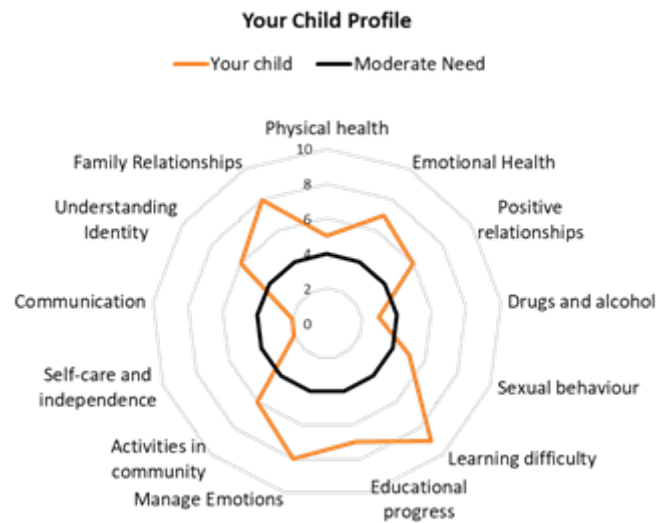 Your Child Profile
Your child
Moderate Need
Physical health
10
8
6
4
2
0
Emotional Health
Positive
relationships
Drugs and alcohol
Sexual behaviour
Learning difficulty
Educational
progress
Manage Emotions
Activities in
community
Self-care and
independence
Communication
Understanding
Identity
Family Relationships